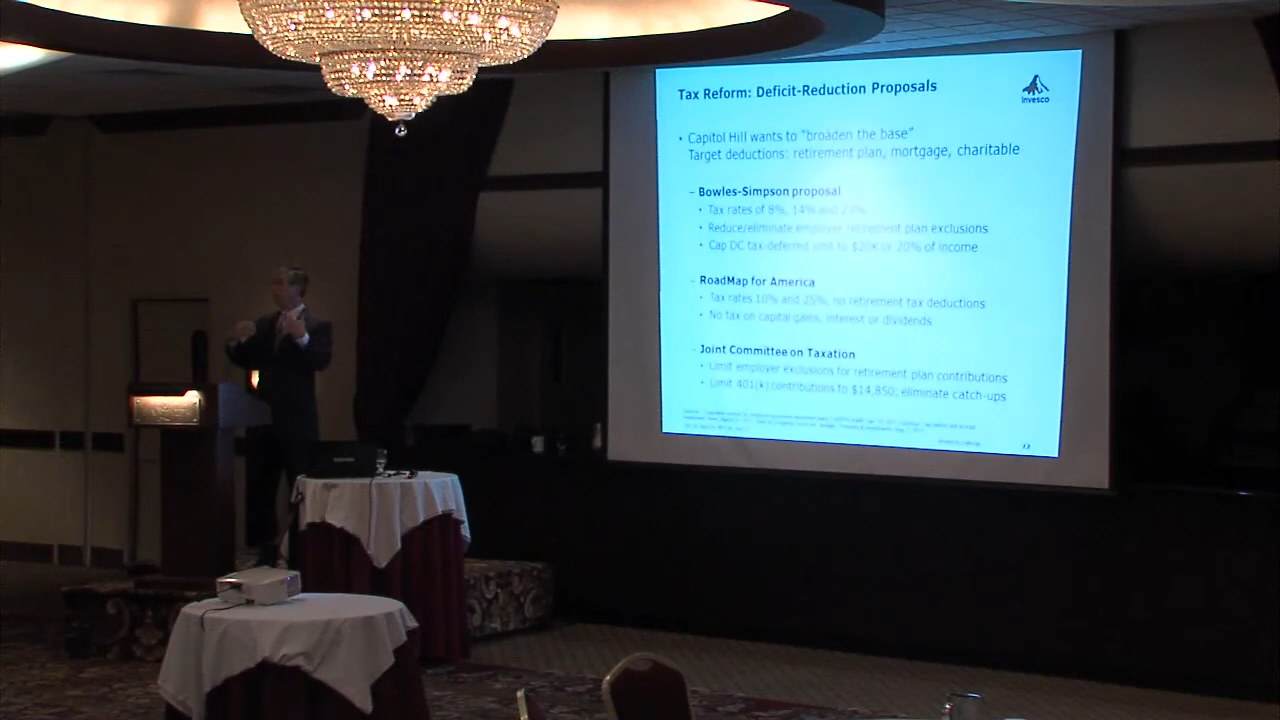 Tax Reform: Deficit-Reduction Proposals
Invesco
• Capitol Hill wants to "broaden the base"
Target deductions: retirement plan, mortgage, charitable
– Bowles-Simpson proposal
• Tax rates of 8%, 14% and 23%
• Reduce/eliminate employer retirement plan exclusions
• Cap DC tax-deferred limit to $20K or 20% of income
– RoadMap for America
• Tax rates 10% and 25%, no retirement tax deductions
• No tax on capital gains, interest or dividends
– Joint Committee on Taxation
• Limit employer exclusions for retirement plan contributions
• Limit 401(k) contributions to $14,850; eliminate catch-ups